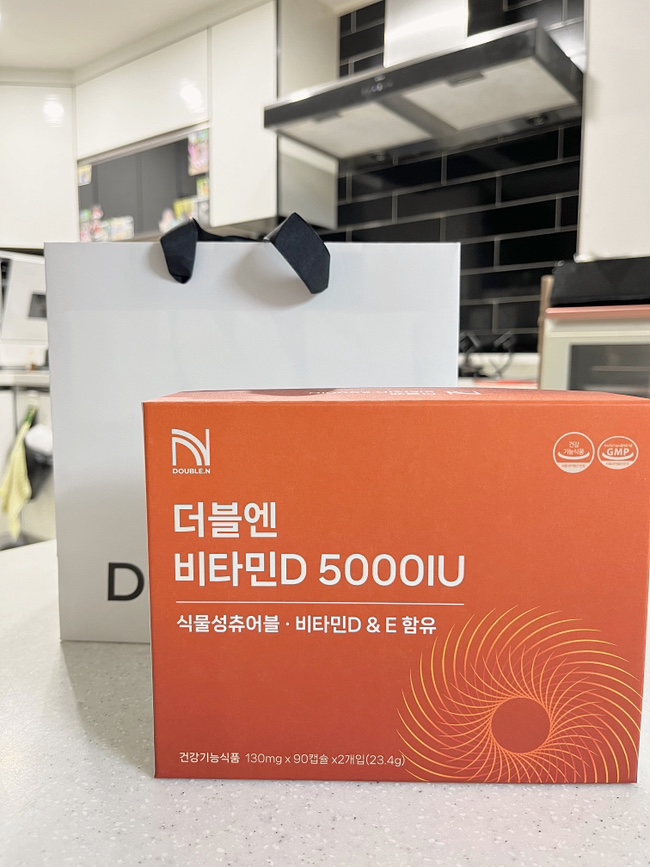 DOUBLE.N
건강
기능식품
GMP
더블엔
비타민D 5000IU
식물성츄어블 · 비타민D & E 함유
건강기능식품 130mg x 90캡슐 x2개입(23.4g)
D